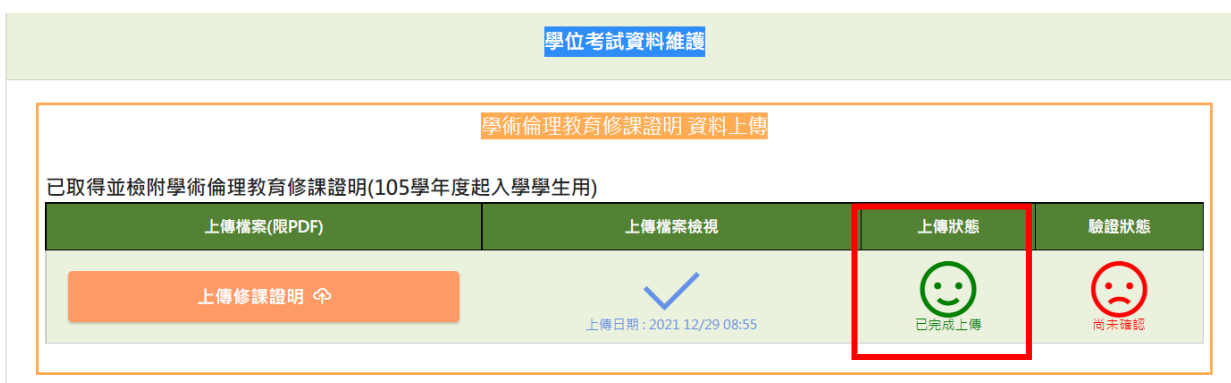 學位考試資料維護
學術倫理教育修課證明 資料上傳
已取得並檢附學術倫理教育修課證明(105學年度起入學學生用)
上傳檔案(限PDF)
上傳檔案檢視
上傳狀態
驗證狀態
上傳修課證明
上傳日期 : 2021 12/29 08:55
已完成上傳
尚未確認